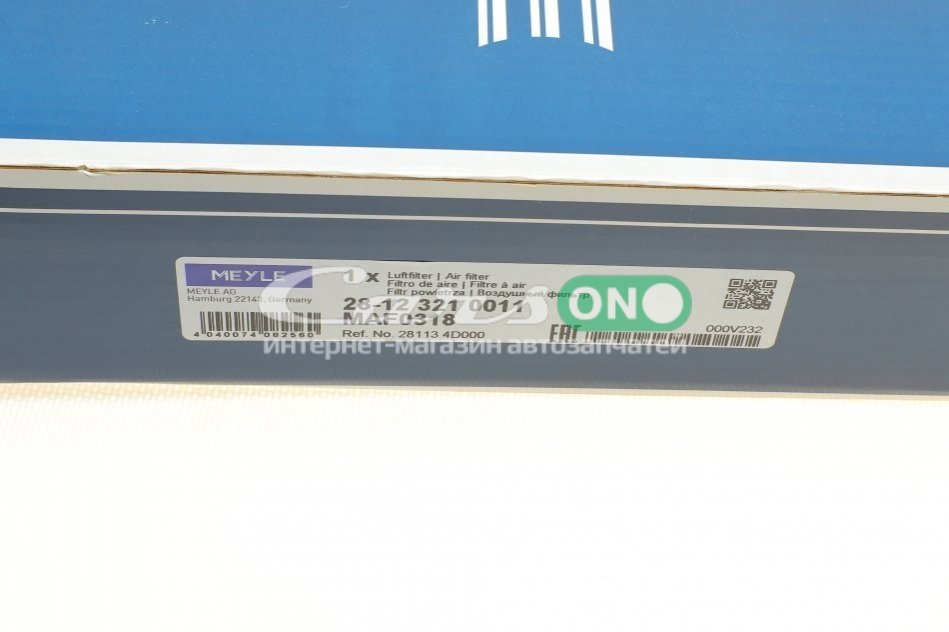 MEYLE
MEYLE AG
Hamburg 22143, Germany
4 040074 082560
1 x Luftfilter | Air filter
Filtro de aire | Filtre à air
Filtr powietrza | Воздушный фильтр
28-12 321 0011
MAF0318
Ref. No. 28113 4D000
EAC
000V232
ONO
интернет-магазин автозапчастей